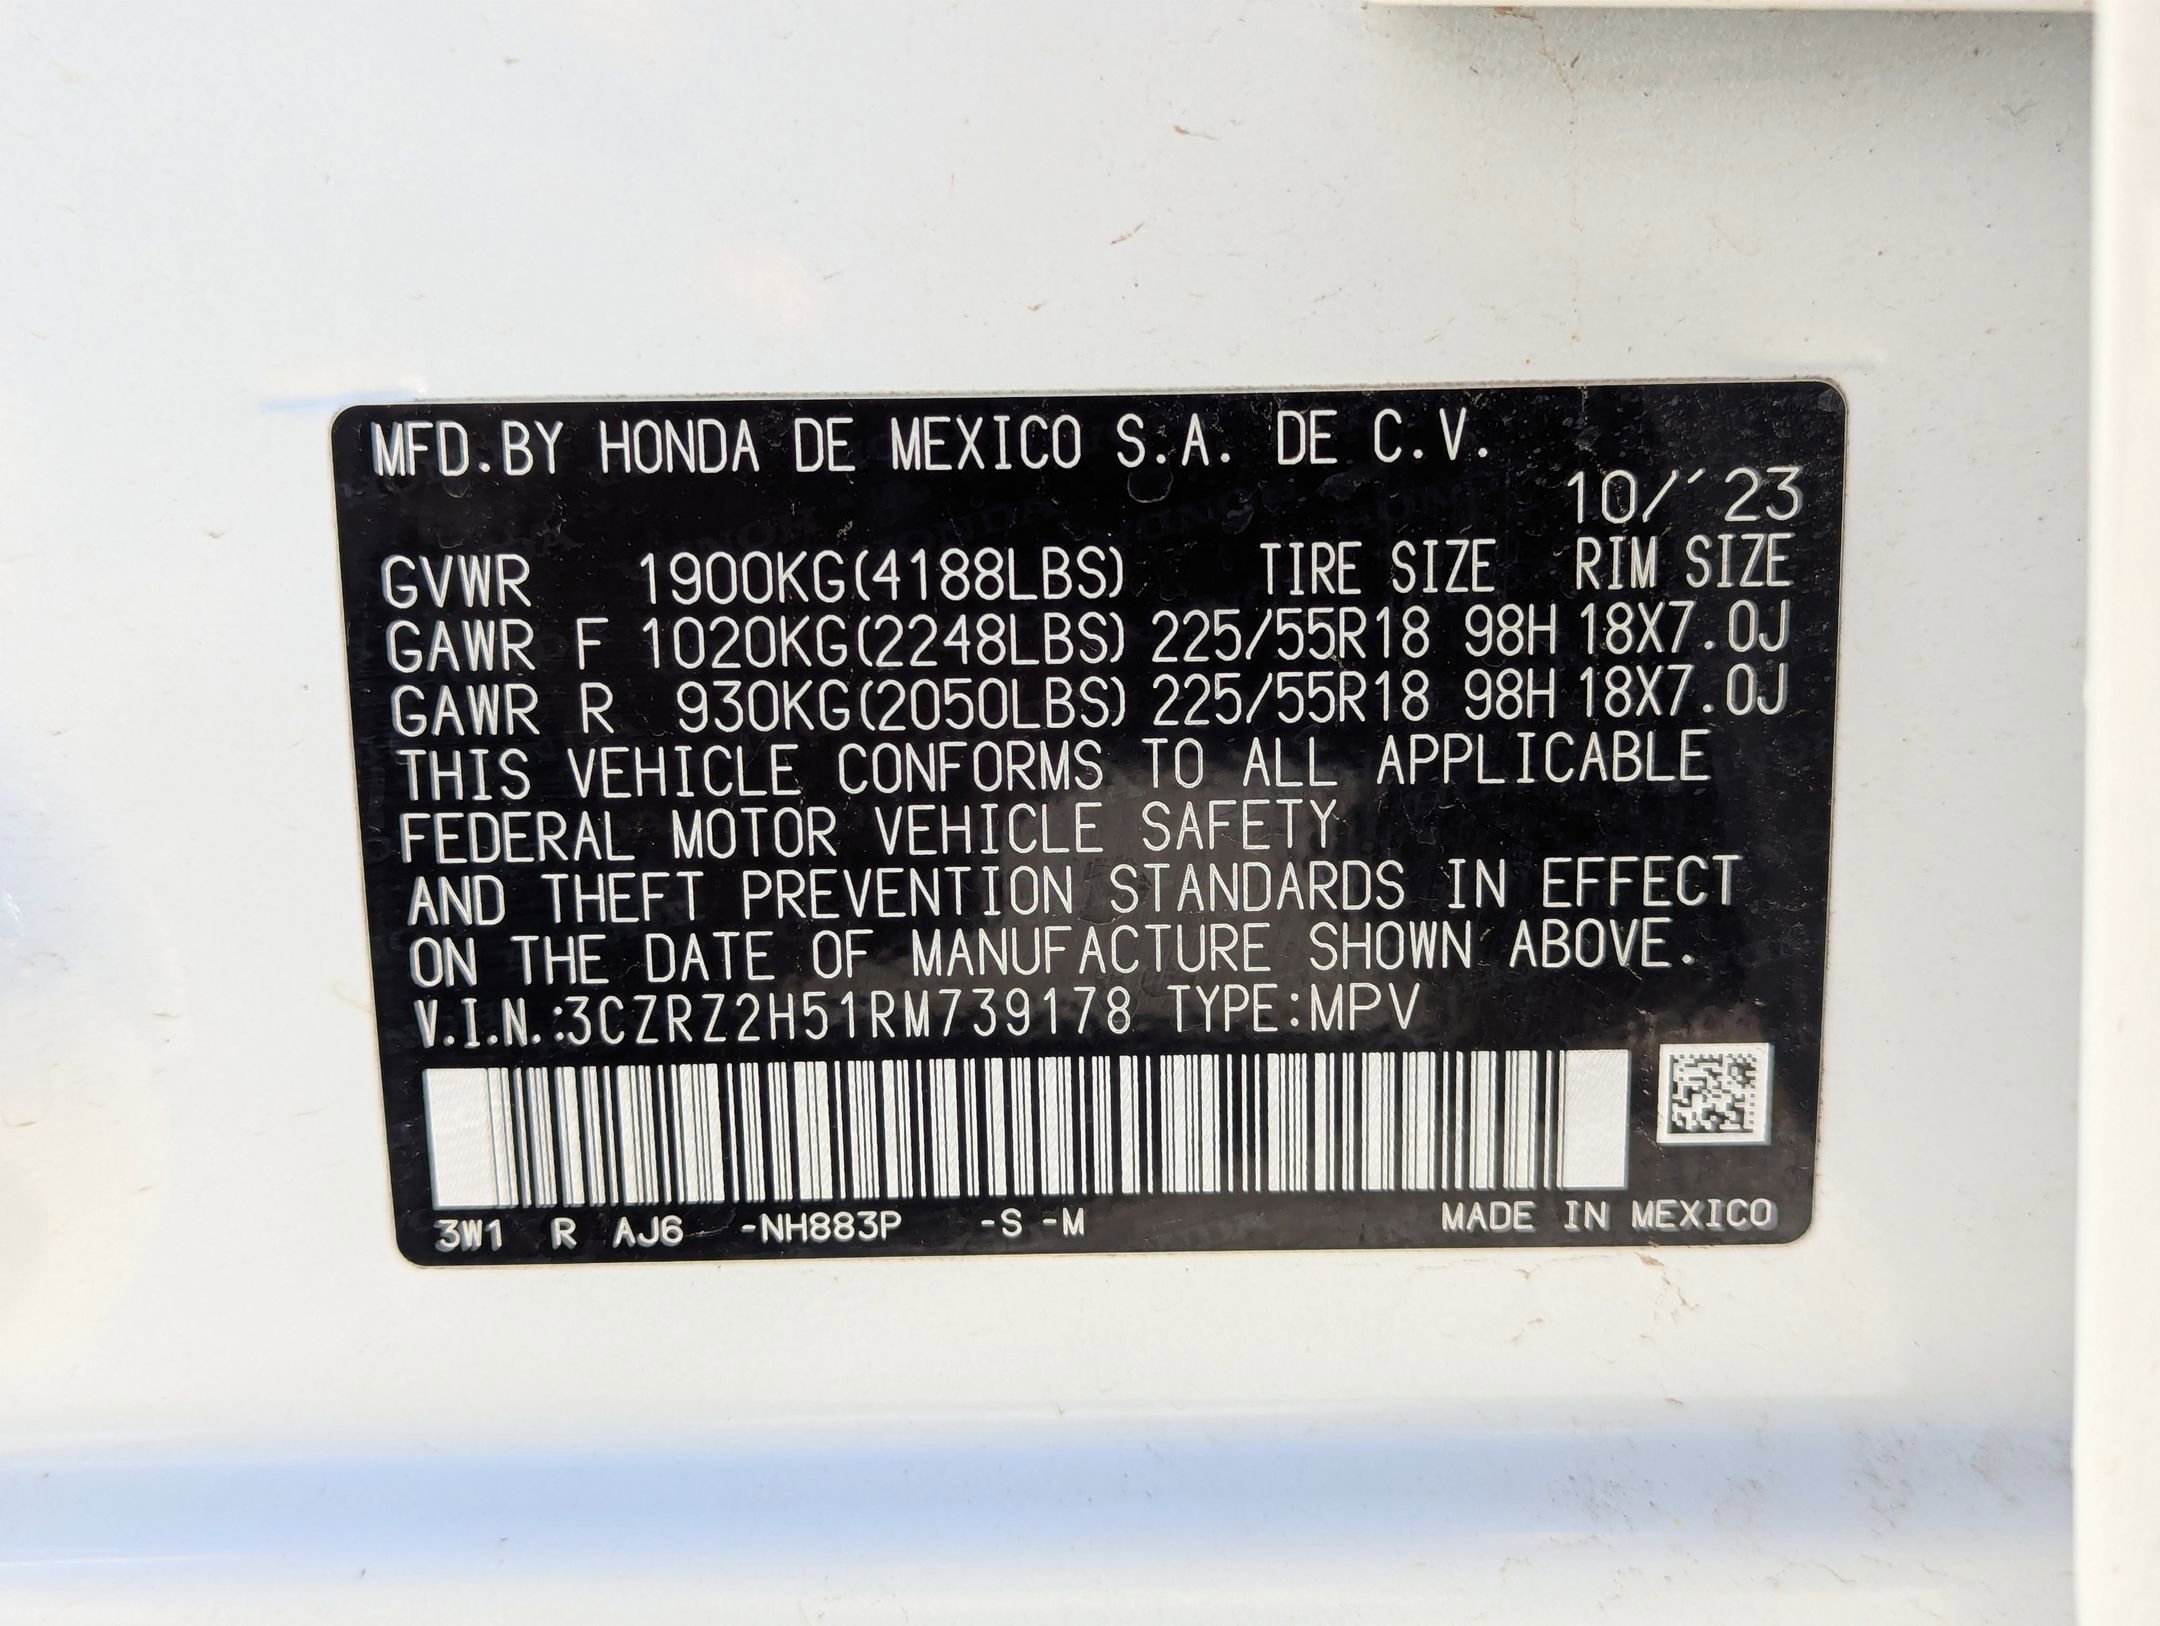 MFD.BY HONDA DE MEXICO S.A. DE C.V.
10/'23
GVWR 1900KG(4188LBS) TIRE SIZE RIM SIZE
GAWR F 1020KG(2248LBS) 225/55R18 98H 18X7.0J
GAWR R 930KG(2050LBS) 225/55R18 98H 18X7.0J
THIS VEHICLE CONFORMS TO ALL APPLICABLE
FEDERAL MOTOR VEHICLE SAFETY
AND THEFT PREVENTION STANDARDS IN EFFECT
ON THE DATE OF MANUFACTURE SHOWN ABOVE.
V.I.N.:3CZRZ2H51RM739178 TYPE:MPV
3W1 R AJ6 -NH883P -S -M MADE IN MEXICO